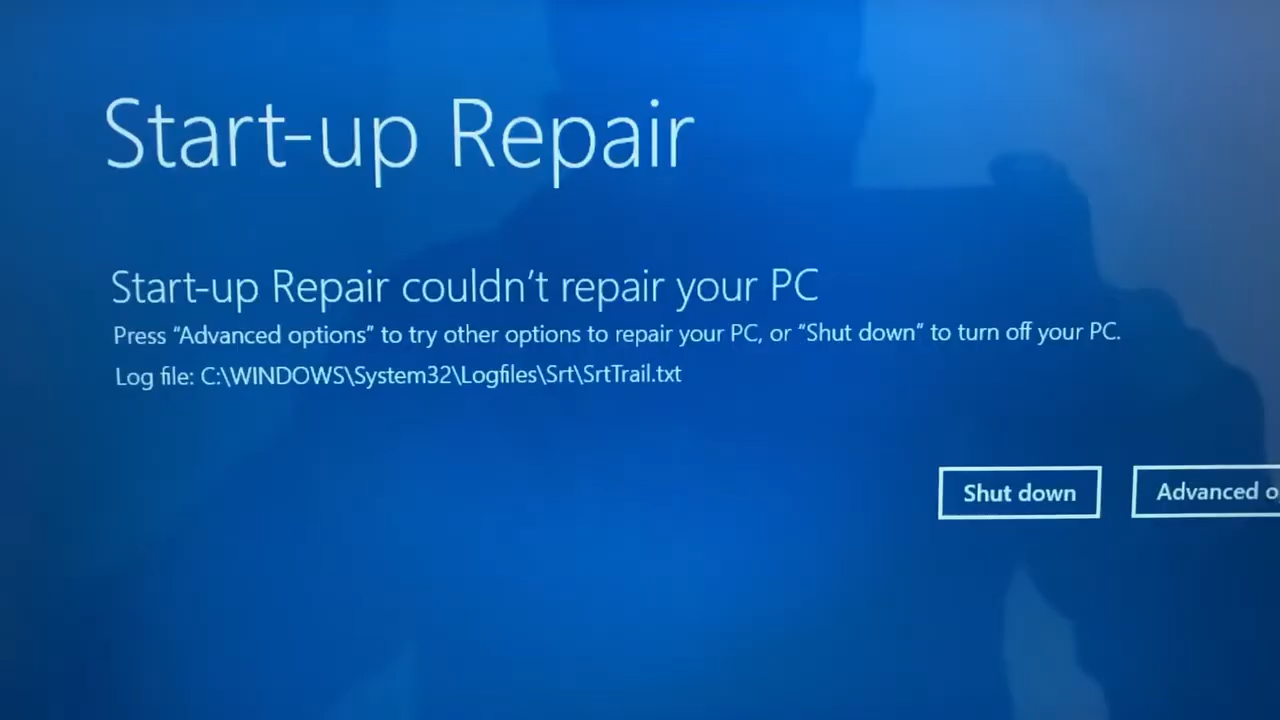 Start-up Repair
Start-up Repair couldn't repair your PC
Press “Advanced options” to try other options to repair your PC, or “Shut down” to turn off your PC.
Log file: C:\WINDOWS\System32\Logfiles\Srt\SrtTrail.txt
Shut down
Advanced